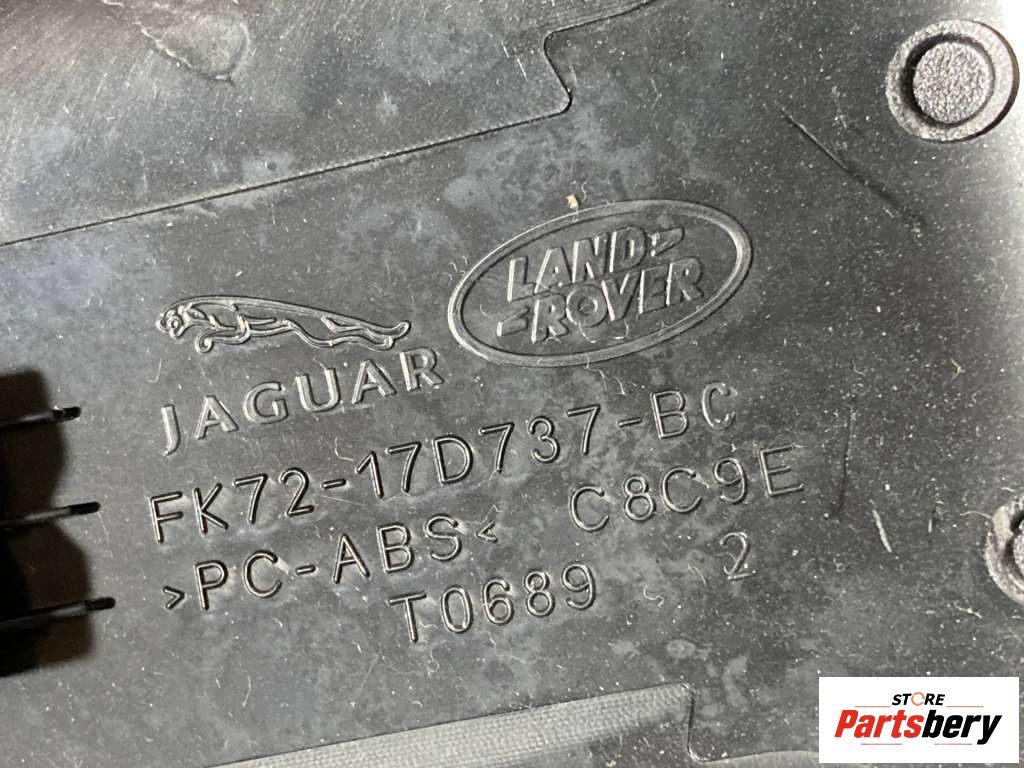 LAND
ROVER
JAGUAR
FK72-17D737-BC
>PC-ABS< C8C9E
T0689 2
STORE
Partsbery